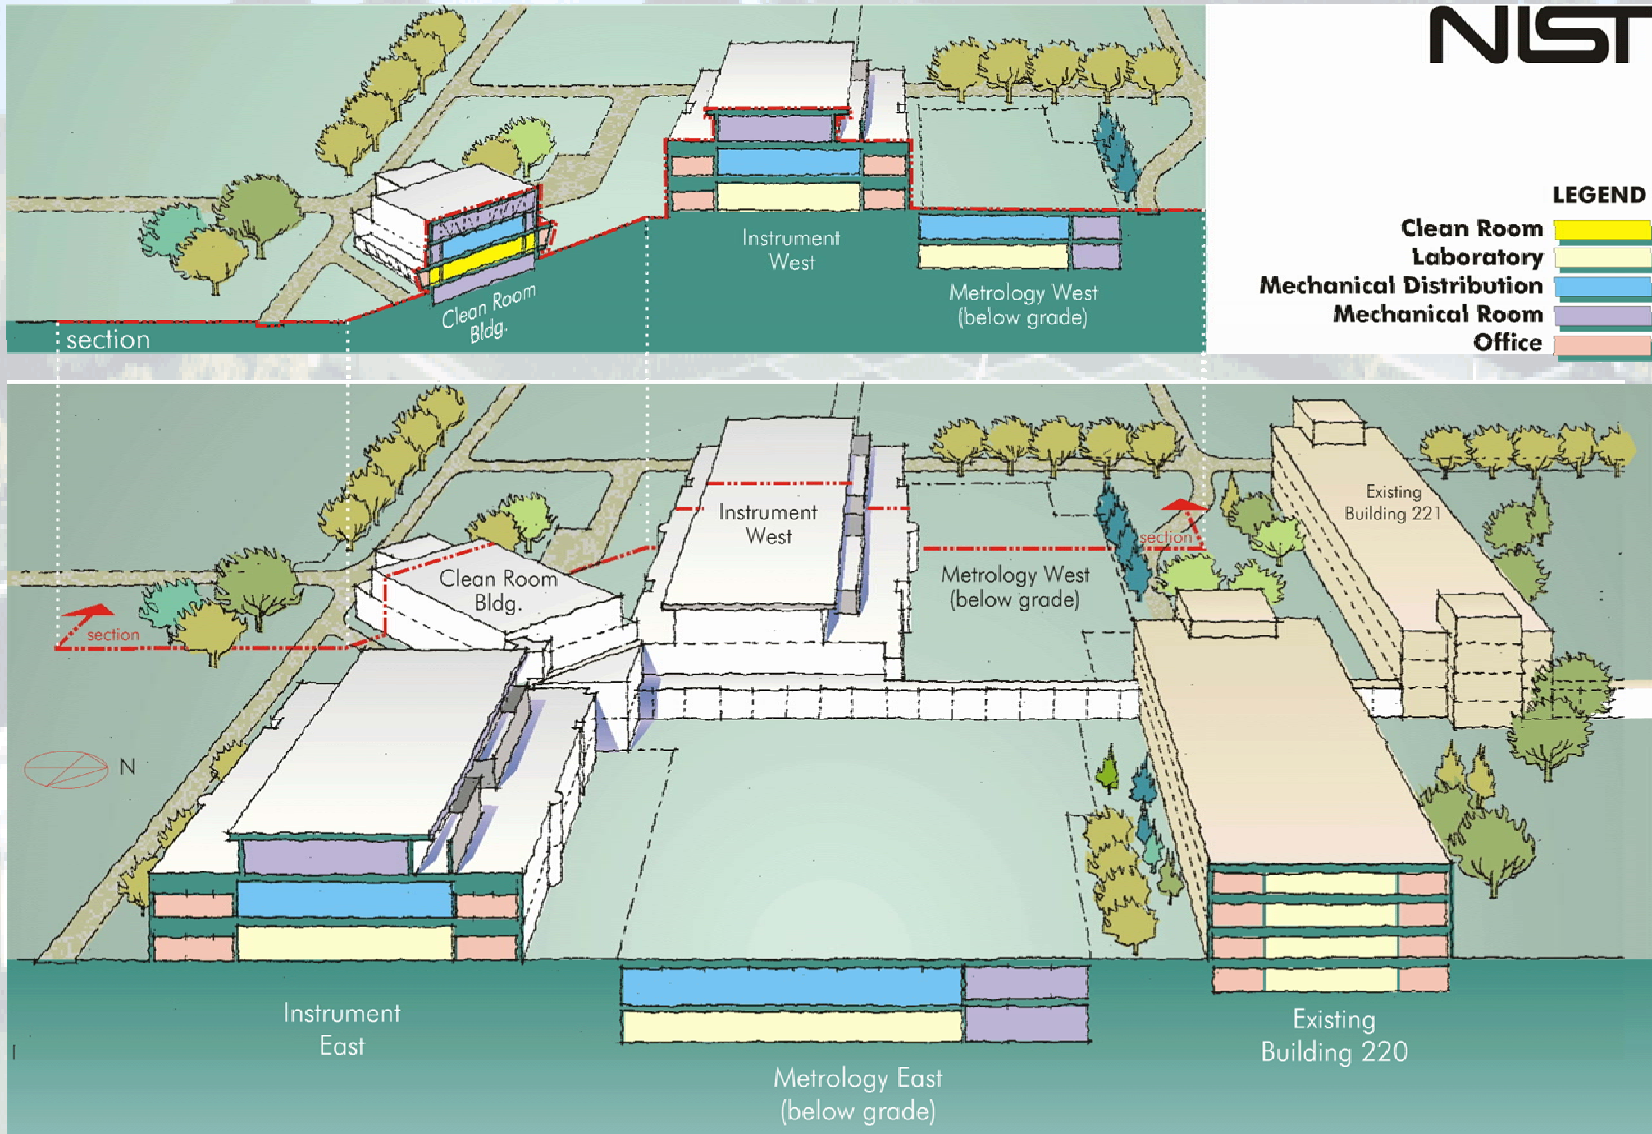 NIST
LEGEND
Clean Room
Laboratory
Mechanical Distribution
Mechanical Room
Office
Instrument
West
Metrology West
(below grade)
Clean Room
Bldg.
section
Existing
Building 221
Instrument
West
section
Clean Room
Bldg.
Metrology West
(below grade)
section
N
Instrument
East
Existing
Building 220
Metrology East
(below grade)